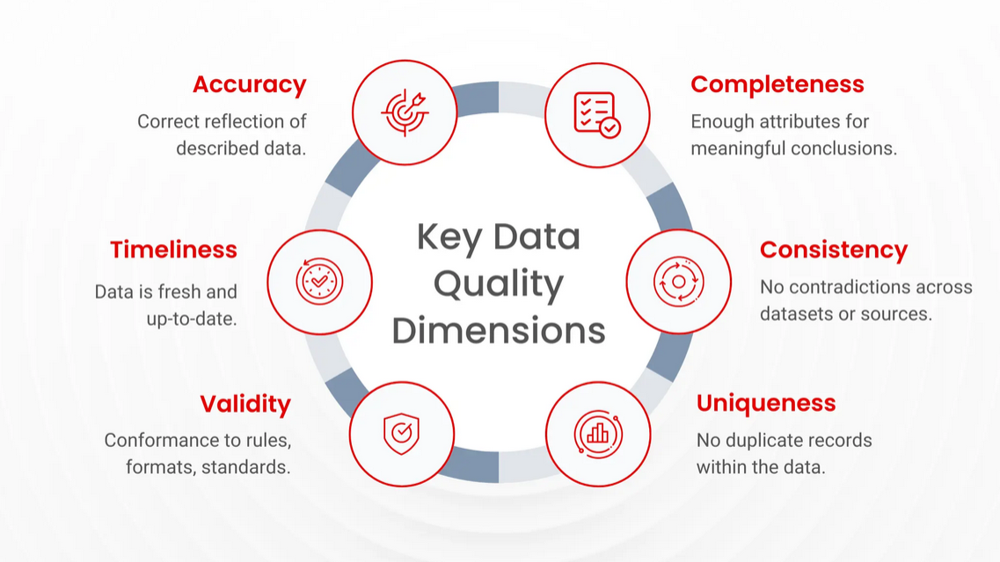 Accuracy
Correct reflection of
described data.
Completeness
Enough attributes for
meaningful conclusions.
Key Data
Quality
Dimensions
Timeliness
Data is fresh and
up-to-date.
Consistency
No contradictions across
datasets or sources.
Validity
Conformance to rules,
formats, standards.
Uniqueness
No duplicate records
within the data.